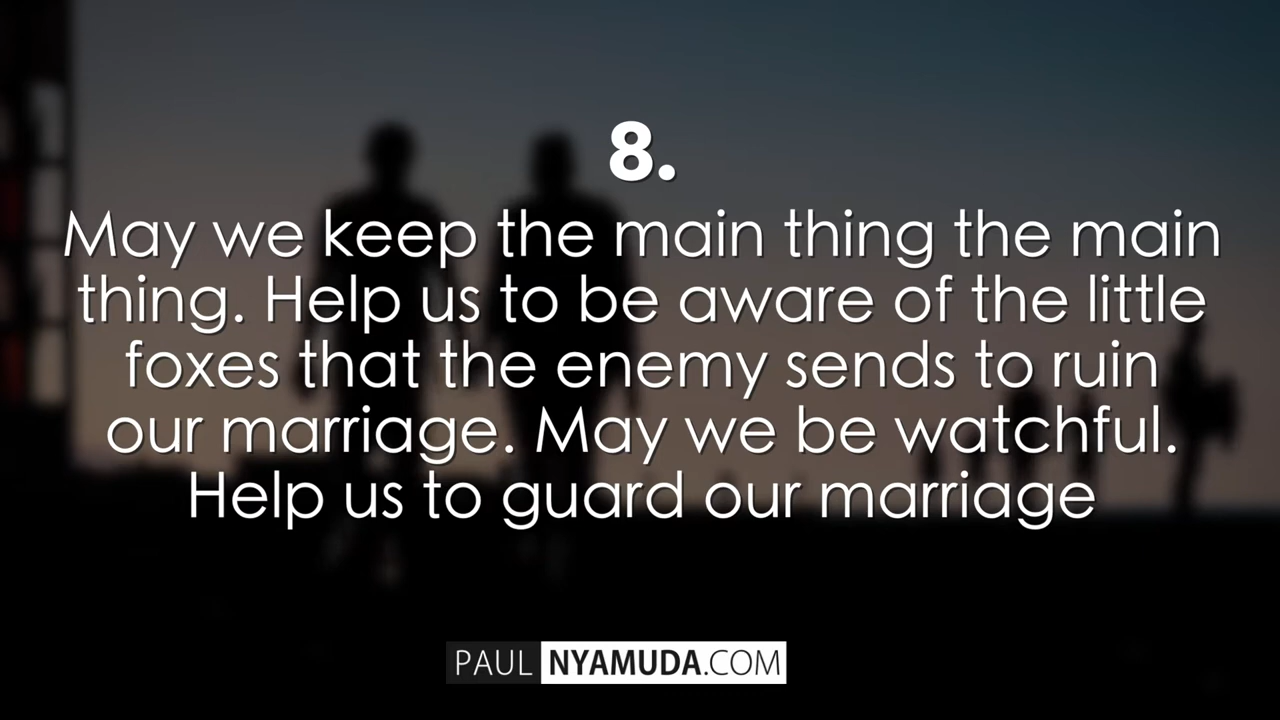 8.
May we keep the main thing the main
thing. Help us to be aware of the little
foxes that the enemy sends to ruin
our marriage. May we be watchful.
Help us to guard our marriage
PAUL NYAMUDA.COM